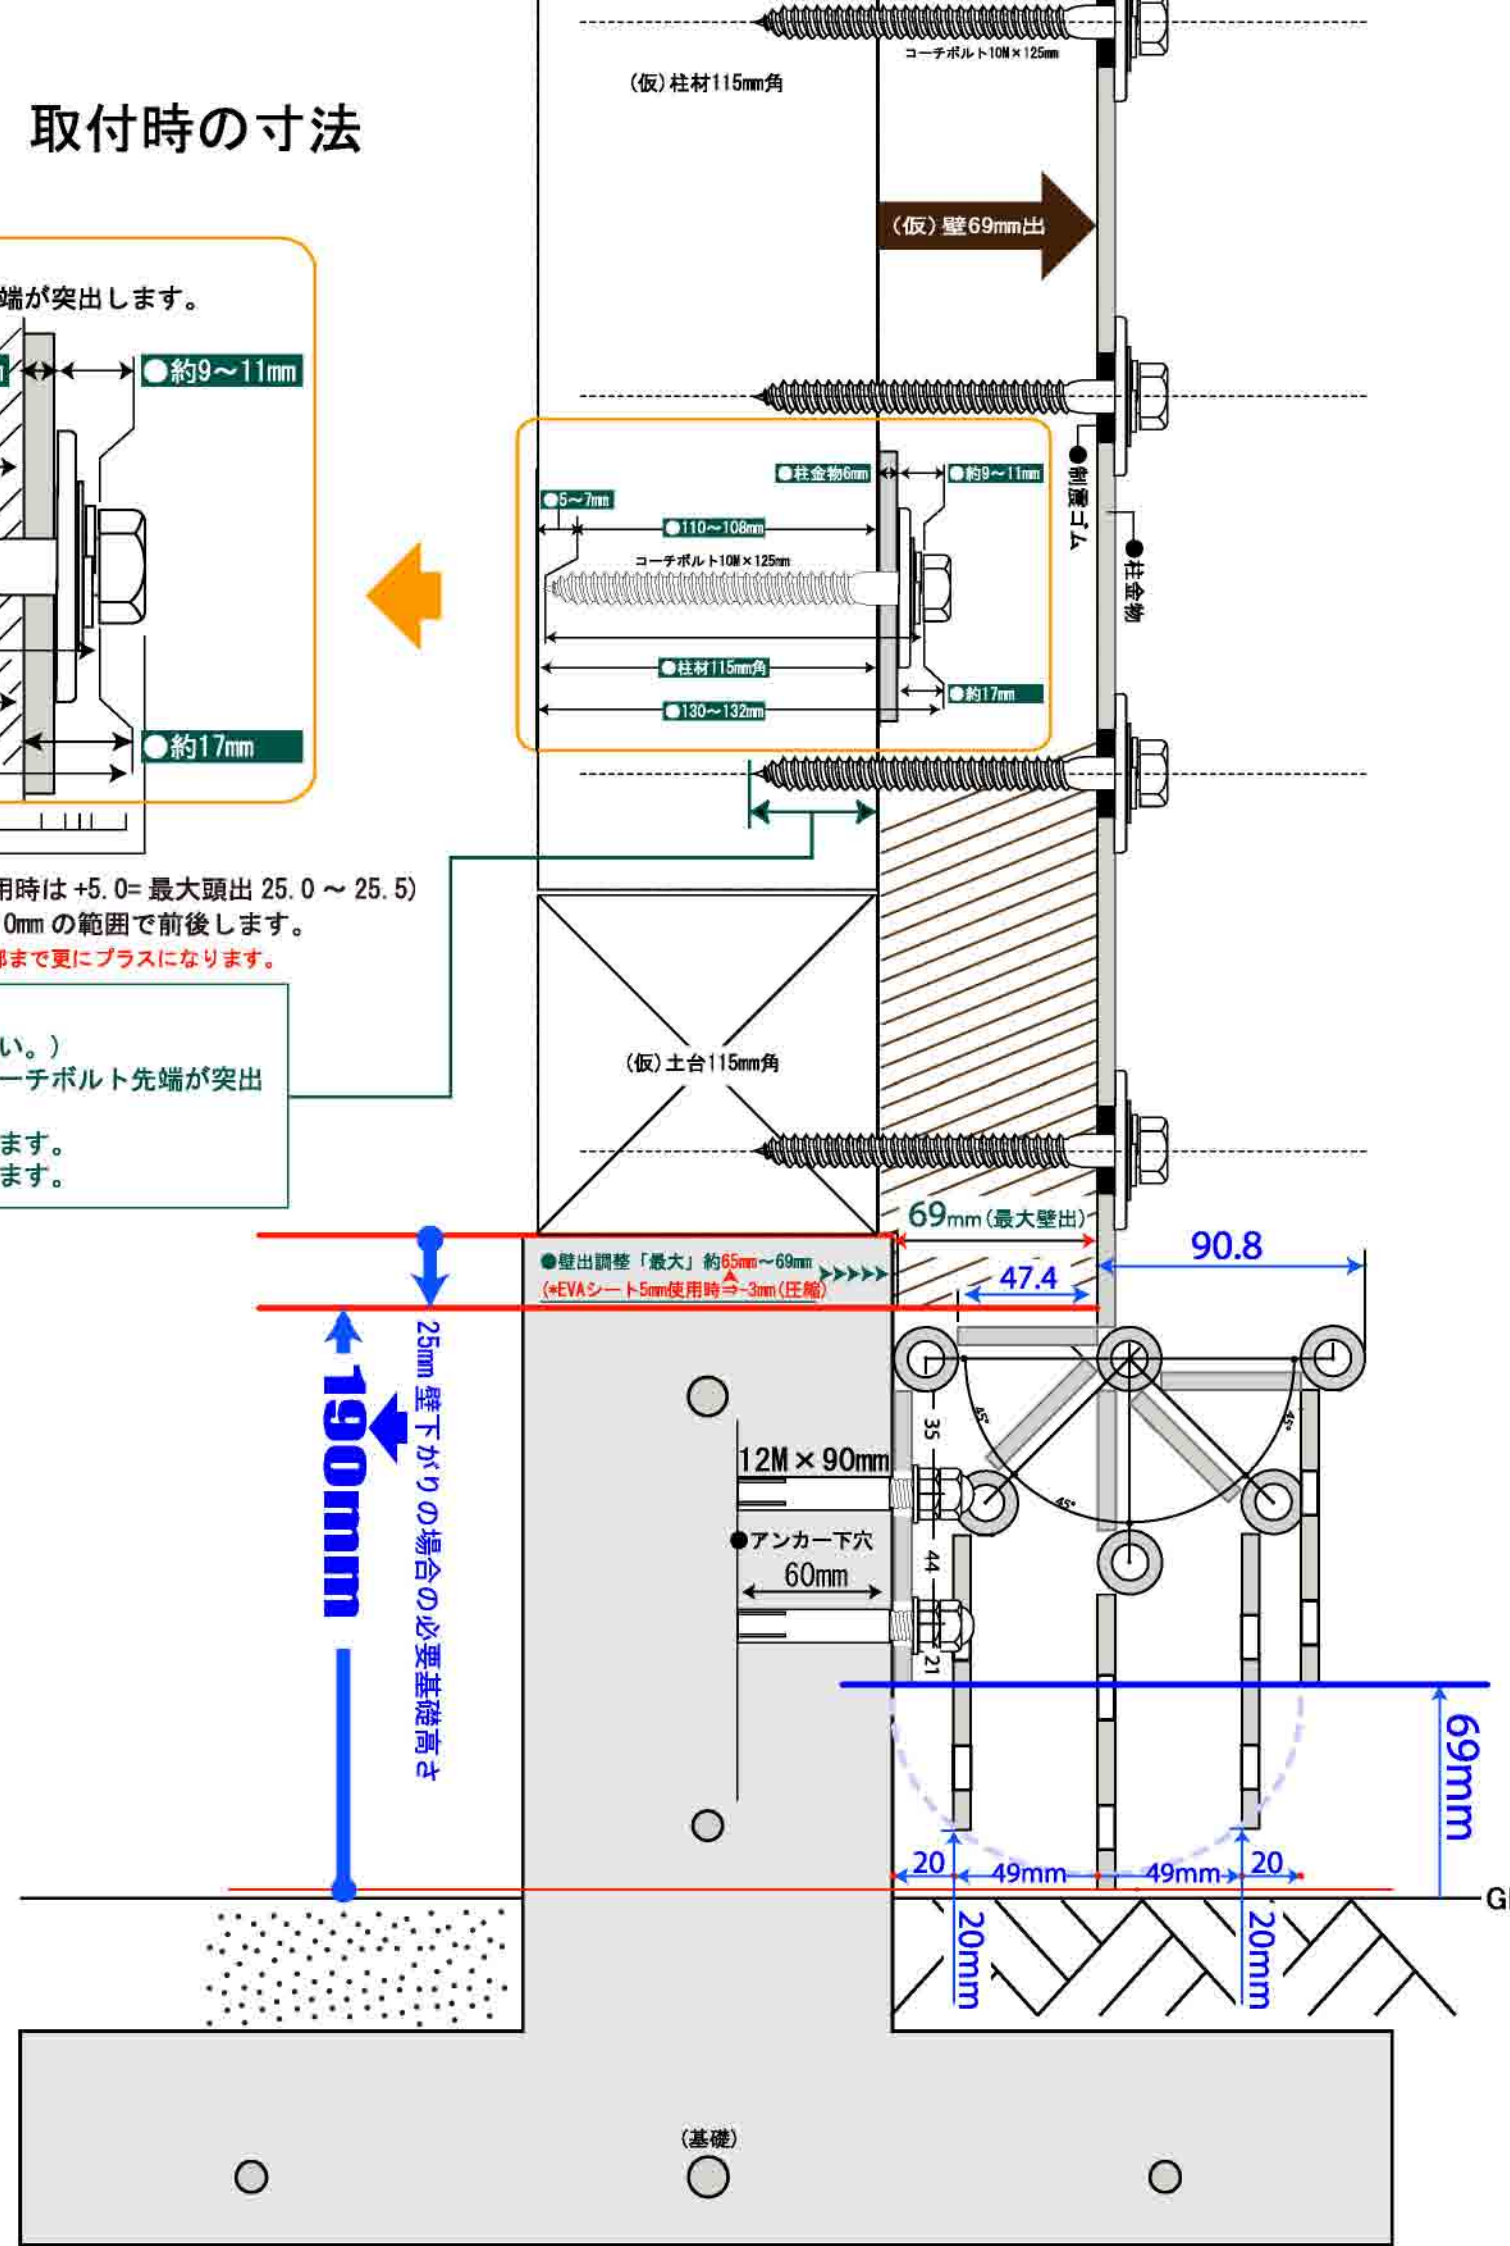 コーチボルト10M×125mm
(仮)柱材115mm角
取付時の寸法
(仮)壁69mm出
端が突出します。
●約9～11mm
●約17mm
●柱金物6mm
●約9～11mm
●5～7mm
●110～108mm
コーチボルト10M×125mm
●柱材115mm角
●130～132mm
●約17mm
●制震ゴム
●柱金物
用時は +5.0= 最大頭出 25.0 ～ 25.5)
0mm の範囲で前後します。
部まで更にプラスになります。
い。)
ーチボルト先端が突出
ます。
ます。
(仮)土台115mm角
69mm(最大壁出)
90.8
●壁出調整「最大」約65mm～69mm
(*EVAシート5mm使用時⇒-3mm(圧縮)
47.4
25mm 壁下がりの場合の必要基礎高さ
190mm
45°
45°
45°
35
12M×90mm
●アンカー下穴
60mm
44
21
69mm
20
49mm
49mm
20
20mm
20mm
(基礎)